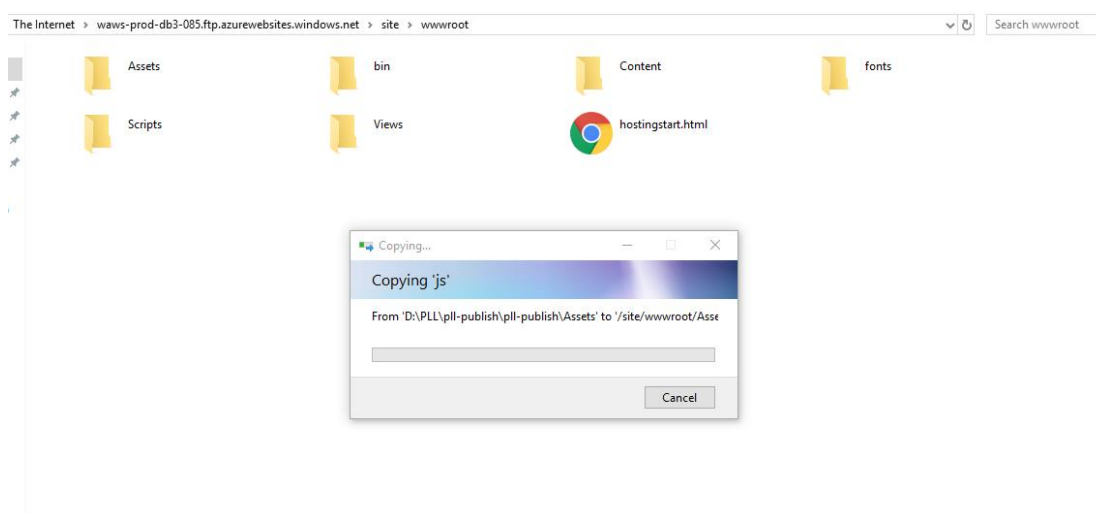 The Internet > waws-prod-db3-085.ftp.azurewebsites.windows.net > site > wwwroot
Search wwwroot
Assets
bin
Content
fonts
Scripts
Views
hostingstart.html
Copying...
Copying 'js'
From 'D:\PLL\pll-publish\pll-publish\Assets' to '/site/wwwroot/Asse
Cancel